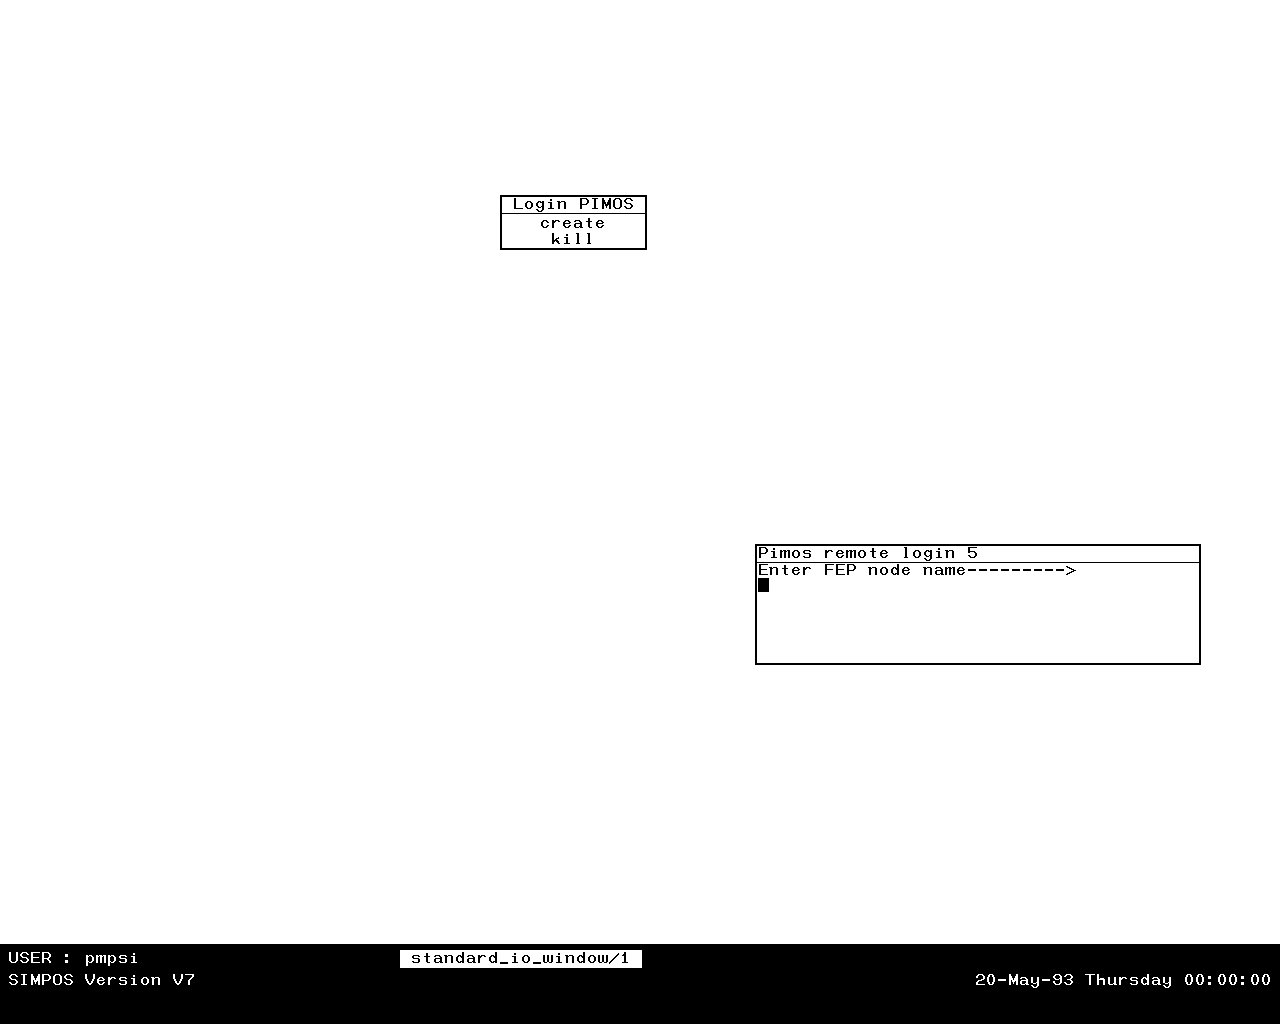 Login PIMOS
create
kill
Pimos remote login 5
Enter FEP node name--------->
USER : pmpsi
standard_io_window/1
SIMPOS Version V7
20-May-93 Thursday 00:00:00